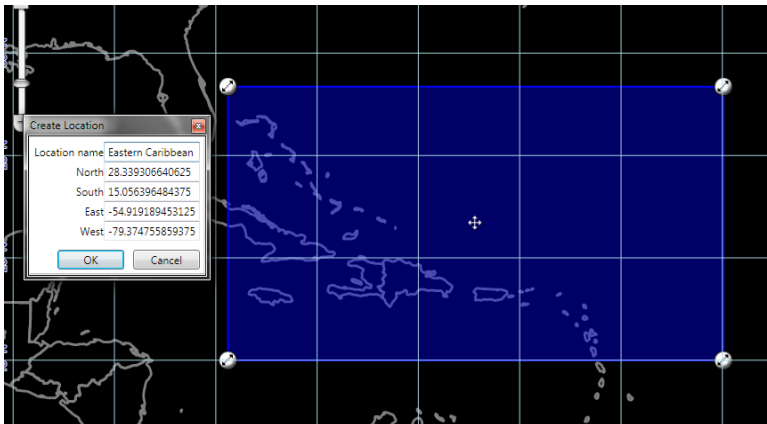 Create Location
Location name Eastern Caribbean
North 28.339306640625
South 15.056396484375
East -54.919189453125
West -79.374755859375
OK Cancel